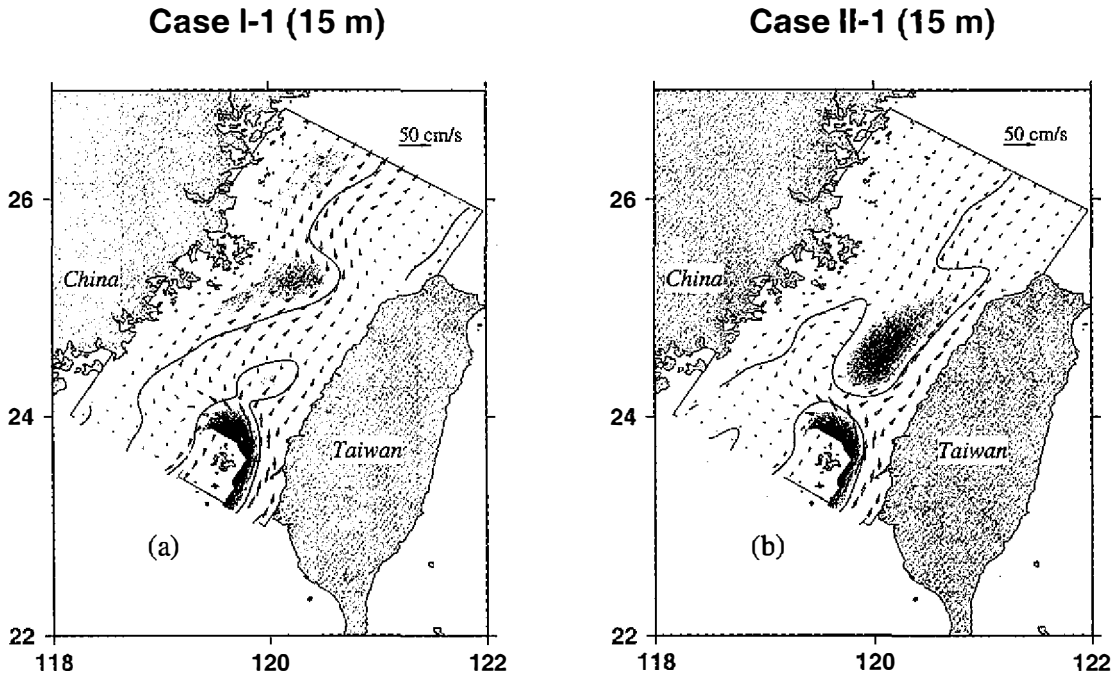 Case I-1 (15 m)
Case II-1 (15 m)
50 cm/s
50 cm/s
26
26
China
China
24
24
Taiwan
Taiwan
(a)
(b)
22
22
118
120
122
118
120
122